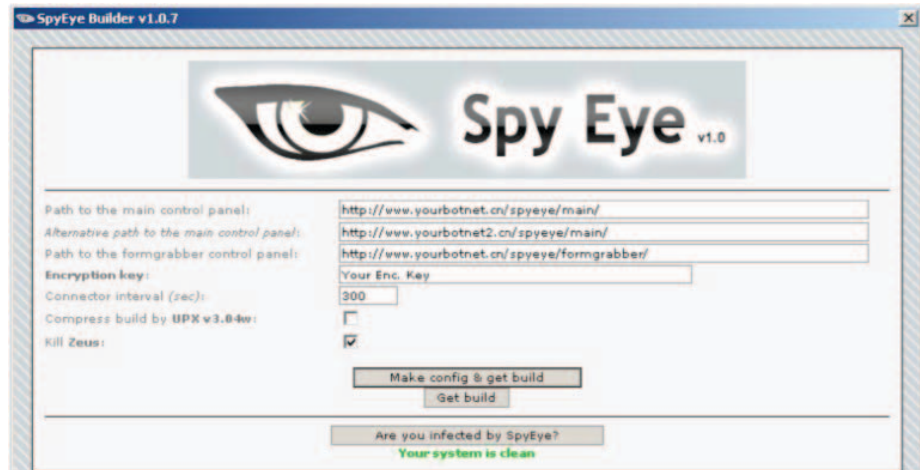 SpyEye Builder v1.0.7
Spy Eye v1.0
Path to the main control panel: http://www.yourbotnet.cn/spyeye/main/
Alternative path to the main control panel: http://www.yourbotnet2.cn/spyeye/main/
Path to the formgrabber control panel: http://www.yourbotnet.cn/spyeye/formgrabber/
Encryption key: Your Enc. Key
Connector interval (sec): 300
Compress build by UPX v3.04w:
Kill Zeus:
Make config & get build
Get build
Are you infected by SpyEye?
Your system is clean